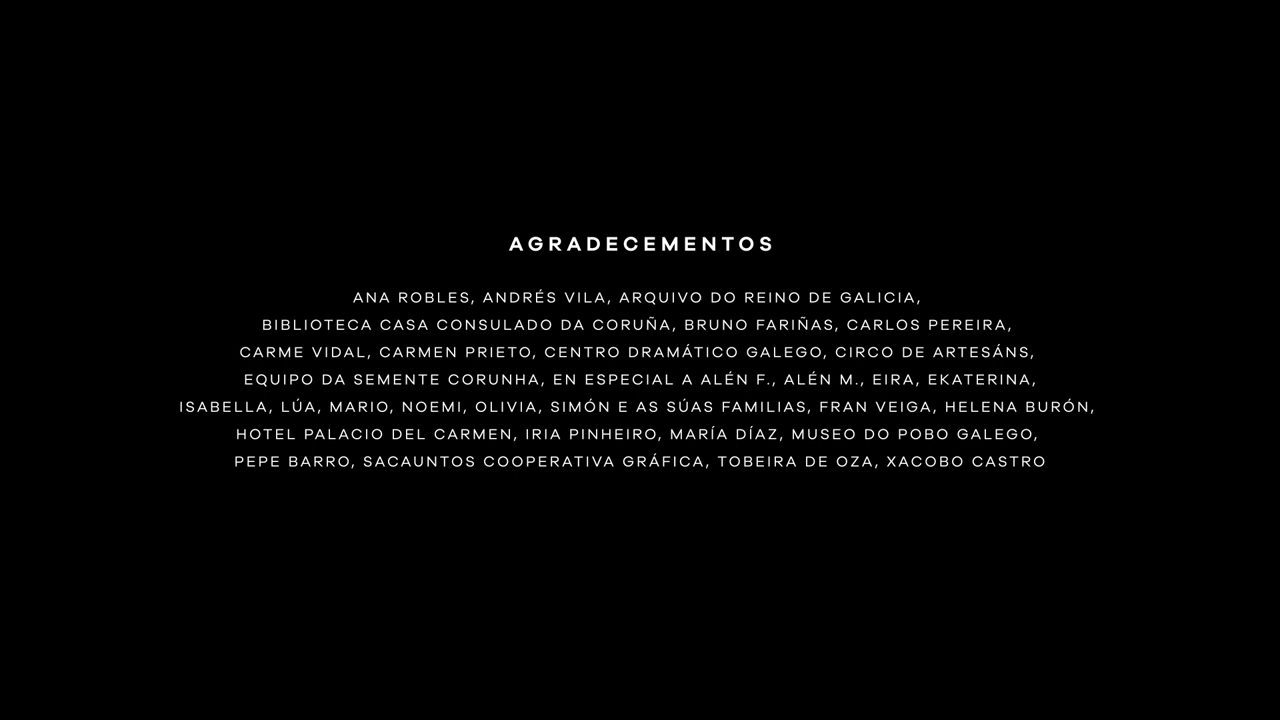 AGRADECEMENTOS
ANA ROBLES, ANDRÉS VILA, ARQUIVO DO REINO DE GALICIA,
BIBLIOTECA CASA CONSULADO DA CORUÑA, BRUNO FARIÑAS, CARLOS PEREIRA,
CARME VIDAL, CARMEN PRIETO, CENTRO DRAMÁTICO GALEGO, CIRCO DE ARTESÁNS,
EQUIPO DA SEMENTE CORUNHA, EN ESPECIAL A ALÉN F., ALÉN M., EIRA, EKATERINA,
ISABELLA, LÚA, MARIO, NOEMI, OLIVIA, SIMÓN E AS SÚAS FAMILIAS, FRAN VEIGA, HELENA BURÓN,
HOTEL PALACIO DEL CARMEN, IRIA PINHEIRO, MARÍA DÍAZ, MUSEO DO POBO GALEGO,
PEPE BARRO, SACAUNTOS COOPERATIVA GRÁFICA, TOBEIRA DE OZA, XACOBO CASTRO